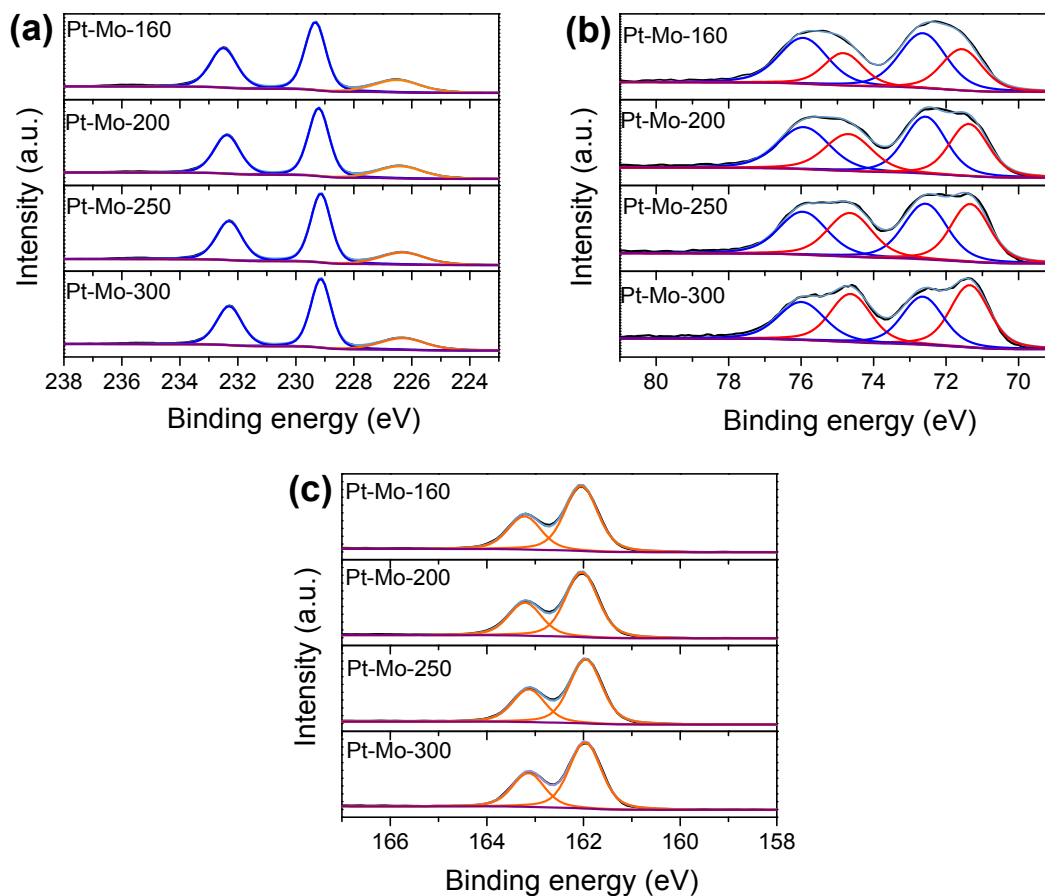 (a)
Pt-Mo-160
Pt-Mo-200
Pt-Mo-250
Pt-Mo-300
Intensity (a.u.)
238 236 234 232 230 228 226 224
Binding energy (eV)
(b)
Pt-Mo-160
Pt-Mo-200
Pt-Mo-250
Pt-Mo-300
Intensity (a.u.)
80 78 76 74 72 70
Binding energy (eV)
(c)
Pt-Mo-160
Pt-Mo-200
Pt-Mo-250
Pt-Mo-300
Intensity (a.u.)
166 164 162 160 158
Binding energy (eV)